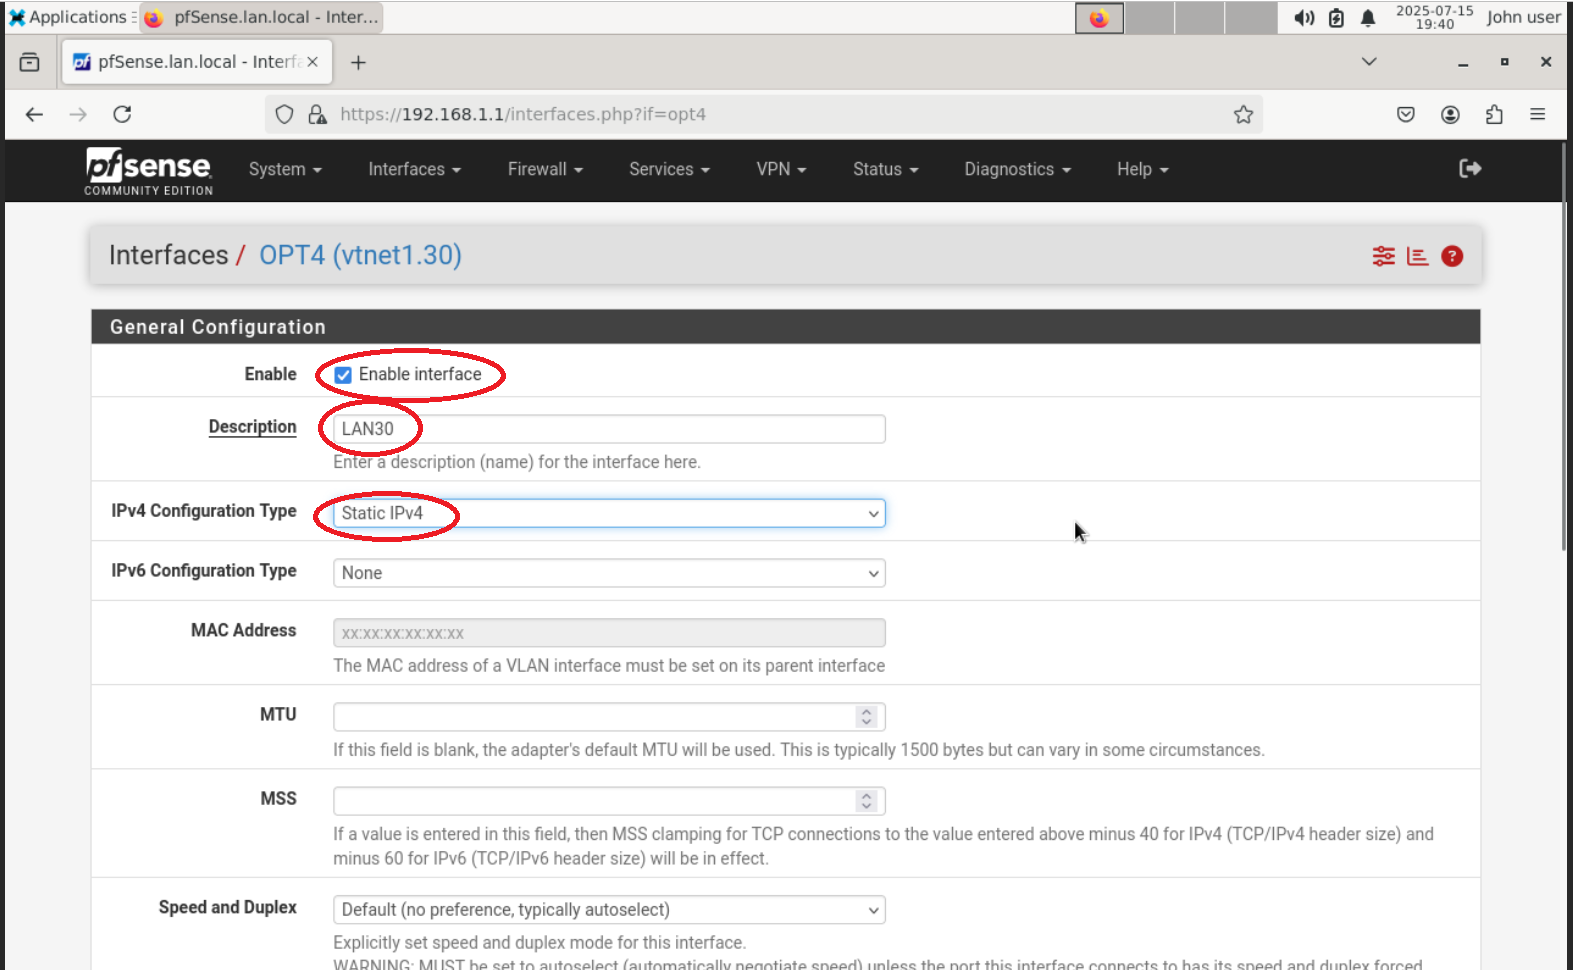 Applications
pfSense.lan.local - Inter...
2025-07-15
19:40
John user
pfSense.lan.local - Interfa
https://192.168.1.1/interfaces.php?if=opt4
pfsense
COMMUNITY EDITION
System
Interfaces
Firewall
Services
VPN
Status
Diagnostics
Help
Interfaces / OPT4 (vtnet1.30)
General Configuration
Enable
Enable interface
Description
LAN30
Enter a description (name) for the interface here.
IPv4 Configuration Type
Static IPv4
IPv6 Configuration Type
None
MAC Address
xx:xx:xx:xx:xx:xx
The MAC address of a VLAN interface must be set on its parent interface
MTU
If this field is blank, the adapter's default MTU will be used. This is typically 1500 bytes but can vary in some circumstances.
MSS
If a value is entered in this field, then MSS clamping for TCP connections to the value entered above minus 40 for IPv4 (TCP/IPv4 header size) and
minus 60 for IPv6 (TCP/IPv6 header size) will be in effect.
Speed and Duplex
Default (no preference, typically autoselect)
Explicitly set speed and duplex mode for this interface.
WARNING: MUST be set to autoselect (automatically negotiate speed) unless the port this interface connects to has its speed and duplex forced